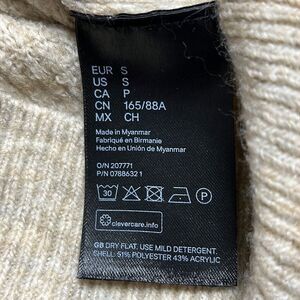 EUR S
US S
CA P
CN 165/88A
MX CH
Made in Myanmar
Fabriqué en Birmanie
Hecho en Unión de Myanmar
O/N 207771
P/N 0788632 1
30 P
cleverCare.info
GB DRY FLAT. USE MILD DETERGENT.
SHELL: 51% POLYESTER 43% ACRYLIC